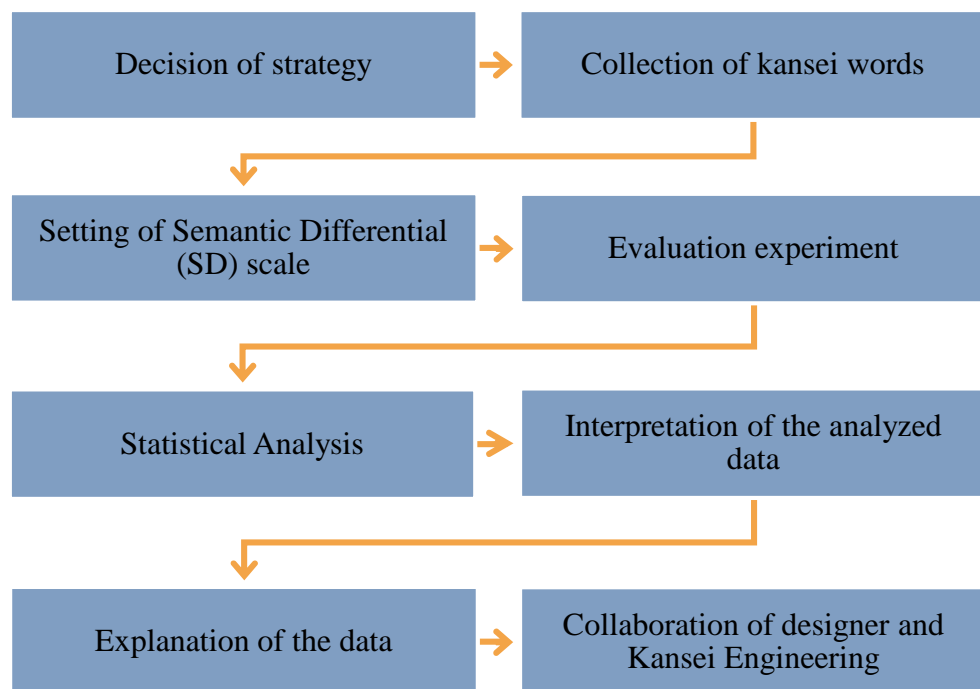 Decision of strategy
Collection of kansei words
Setting of Semantic Differential
(SD) scale
Evaluation experiment
Statistical Analysis
Interpretation of the analyzed
data
Explanation of the data
Collaboration of designer and
Kansei Engineering